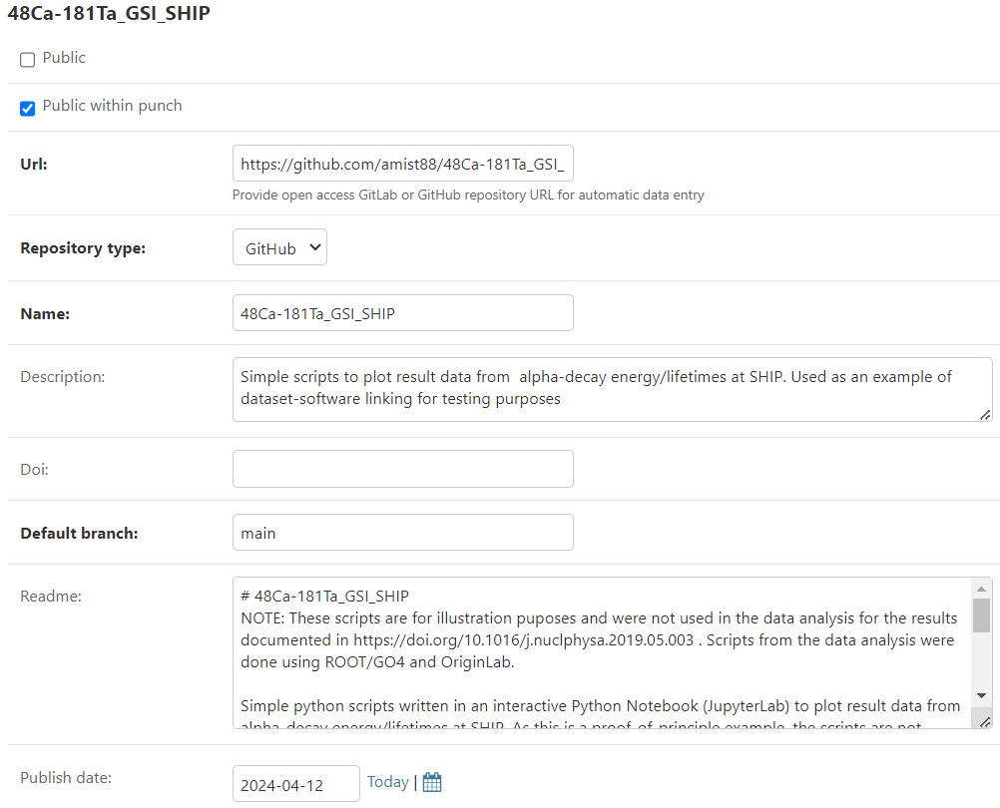 48Ca-181Ta_GSI_SHIP
Public
Public within punch
Url:
https://github.com/amist88/48Ca-181Ta_GSI_
Provide open access GitLab or GitHub repository URL for automatic data entry
Repository type:
GitHub
Name:
48Ca-181Ta_GSI_SHIP
Description:
Simple scripts to plot result data from  alpha-decay energy/lifetimes at SHIP. Used as an example of
dataset-software linking for testing purposes
Doi:
Default branch:
main
Readme:
# 48Ca-181Ta_GSI_SHIP
NOTE: These scripts are for illustration puposes and were not used in the data analysis for the results
documented in https://doi.org/10.1016/j.nuclphysa.2019.05.003 . Scripts from the data analysis were
done using ROOT/GO4 and OriginLab.
Simple python scripts written in an interactive Python Notebook (JupyterLab) to plot result data from
alpha-decay energy/lifetimes at SHIP. As this is a proof-of-principle example, the scripts are not
Publish date:
2024-04-12
Today |